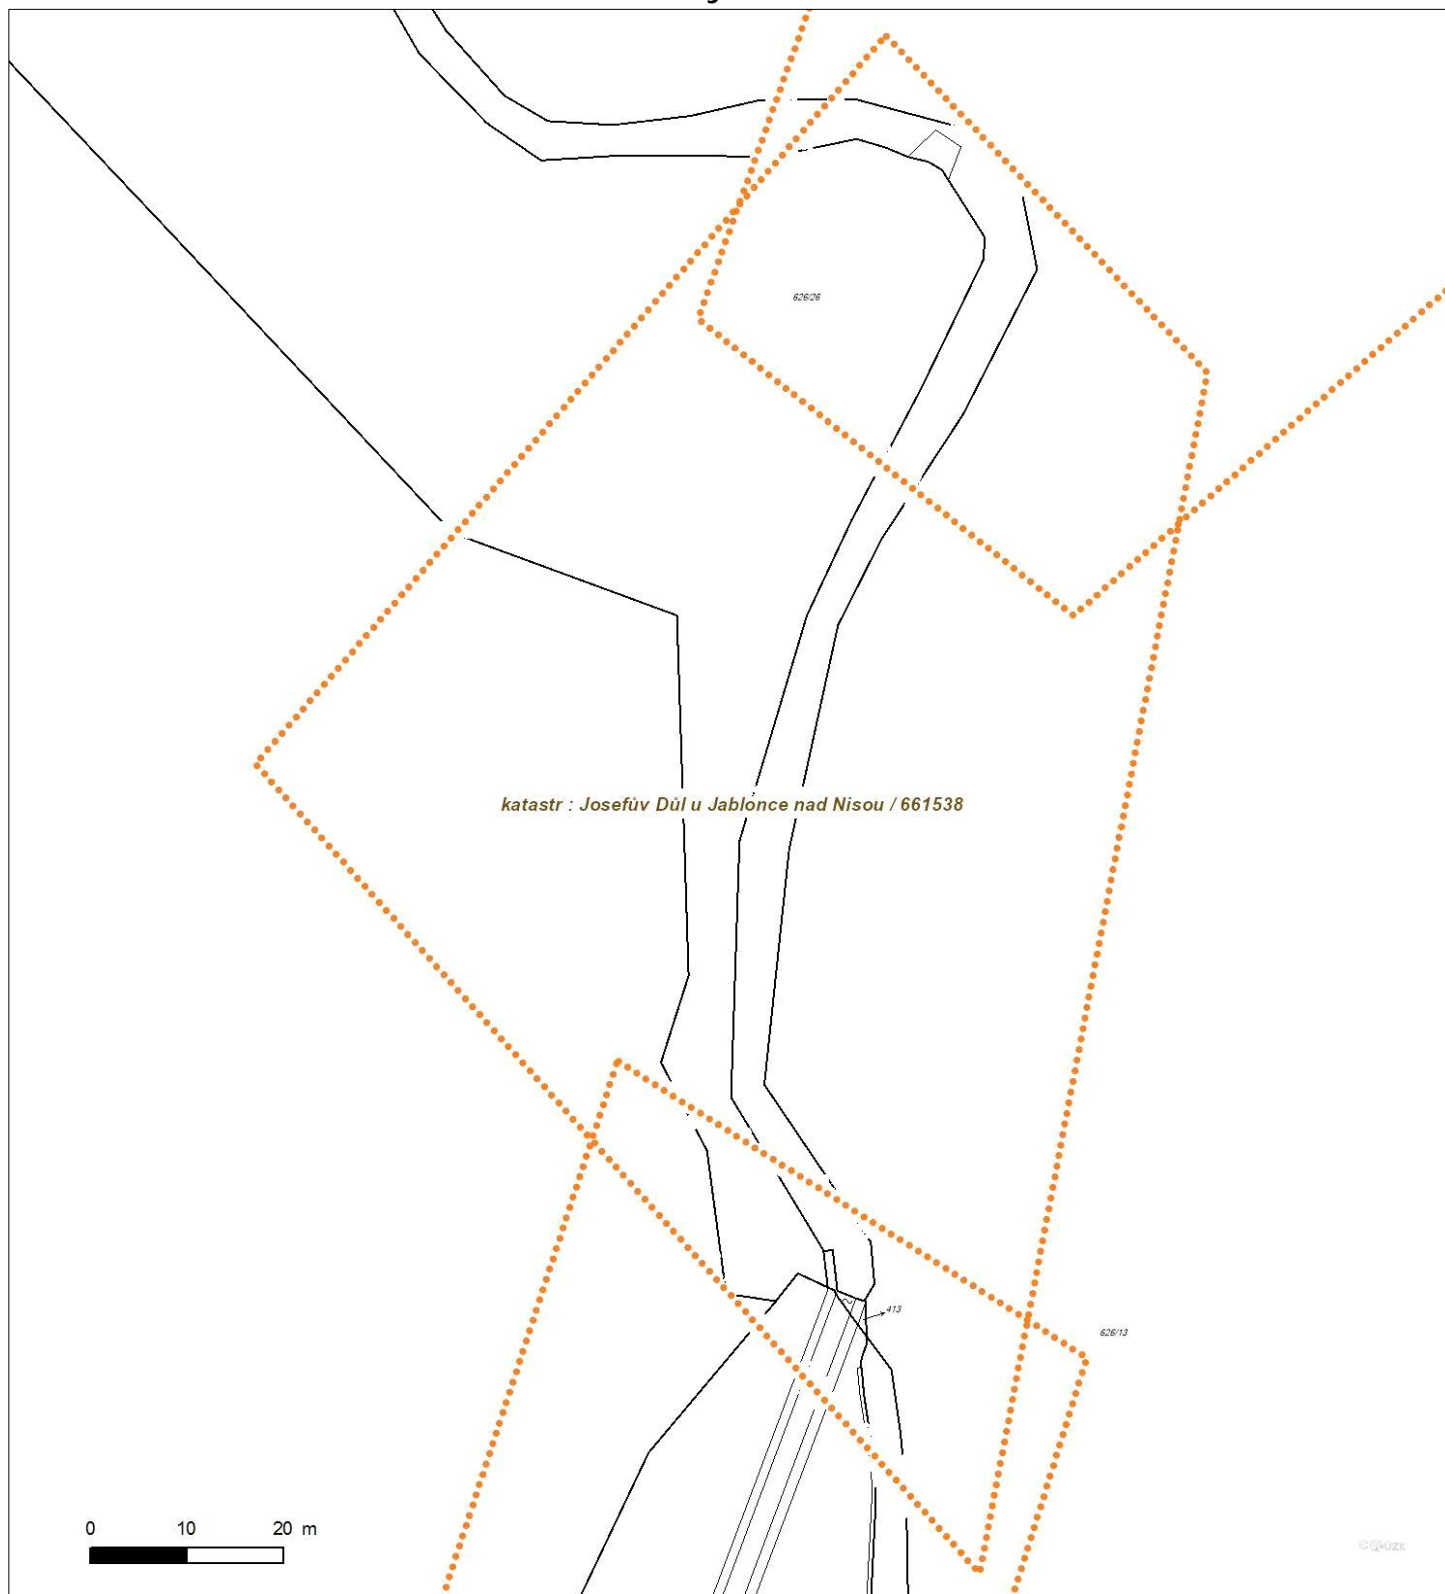 626/26
katastr : Josefův Důl u Jablonce nad Nisou / 661538
413
626/13
0 10 20 m